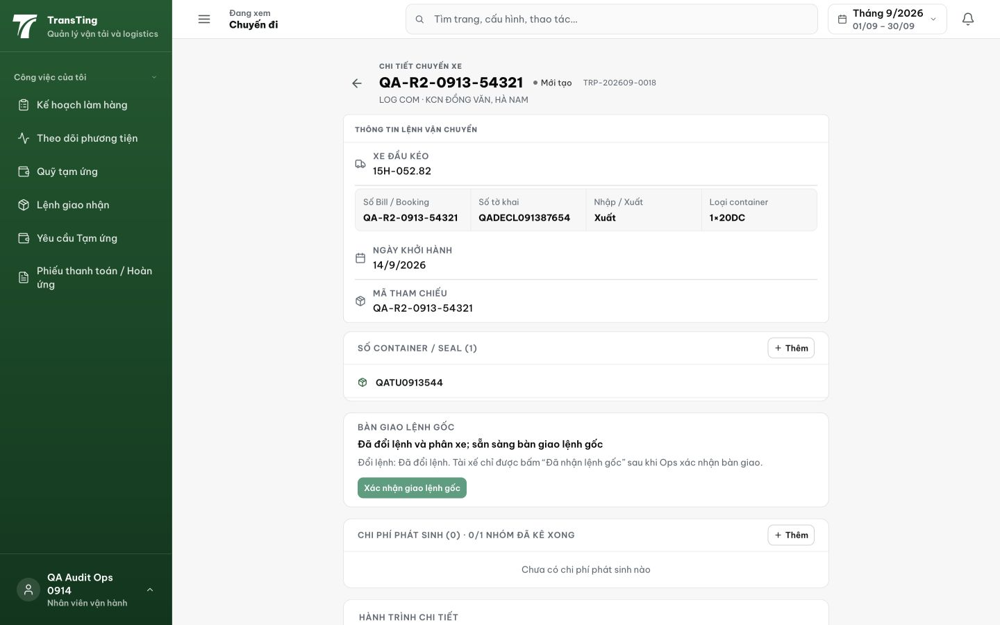 TransTing
Quản lý vận tải và logistics
Công việc của tôi
Kế hoạch làm hàng
Theo dõi phương tiện
Quỹ tạm ứng
Lệnh giao nhận
Yêu cầu Tạm ứng
Phiếu thanh toán / Hoàn
ứng
QA Audit Ops
0914
Nhân viên vận hành
Đang xem
Chuyến đi
Tìm trang, cấu hình, thao tác...
Tháng 9/2026
01/09 – 30/09
CHI TIẾT CHUYẾN XE
QA-R2-0913-54321 Mới tạo TRP-202609-0018
LOG COM · KCN ĐỒNG VĂN, HÀ NAM
THÔNG TIN LỆNH VẬN CHUYỂN
XE ĐẦU KÉO
15H-052.82
Số Bill / Booking Số tờ khai Nhập / Xuất Loại container
QA-R2-0913-54321 QADECL091387654 Xuất 1×20DC
NGÀY KHỞI HÀNH
14/9/2026
MÃ THAM CHIẾU
QA-R2-0913-54321
SỐ CONTAINER / SEAL (1) + Thêm
QATU0913544
BÀN GIAO LỆNH GỐC
Đã đổi lệnh và phân xe; sẵn sàng bàn giao lệnh gốc
Đổi lệnh: Đã đổi lệnh. Tài xế chỉ được bấm “Đã nhận lệnh gốc” sau khi Ops xác nhận bàn giao.
Xác nhận giao lệnh gốc
CHI PHÍ PHÁT SINH (0) · 0/1 NHÓM ĐÃ KÊ XONG + Thêm
Chưa có chi phí phát sinh nào
HÀNH TRÌNH CHI TIẾT